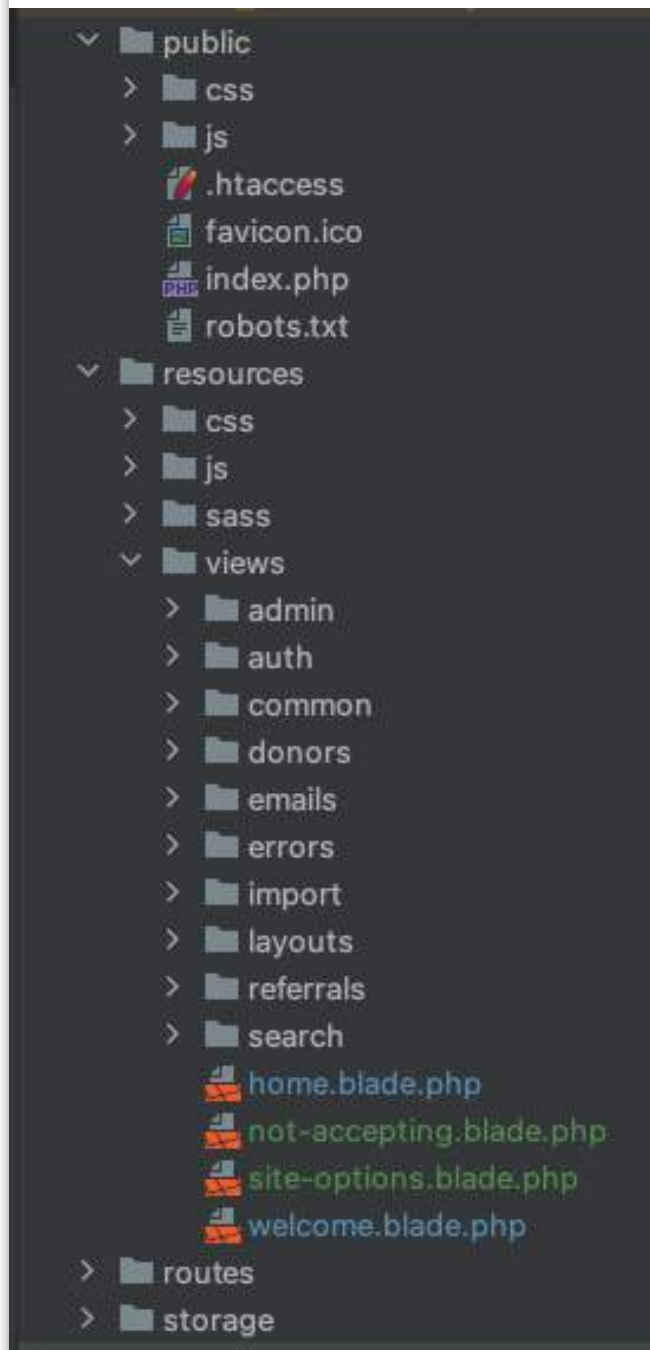 public
css
js
.htaccess
favicon.ico
PHP index.php
robots.txt
resources
css
js
sass
views
admin
auth
common
donors
emails
errors
import
layouts
referrals
search
home.blade.php
not-accepting.blade.php
site-options.blade.php
welcome.blade.php
routes
storage